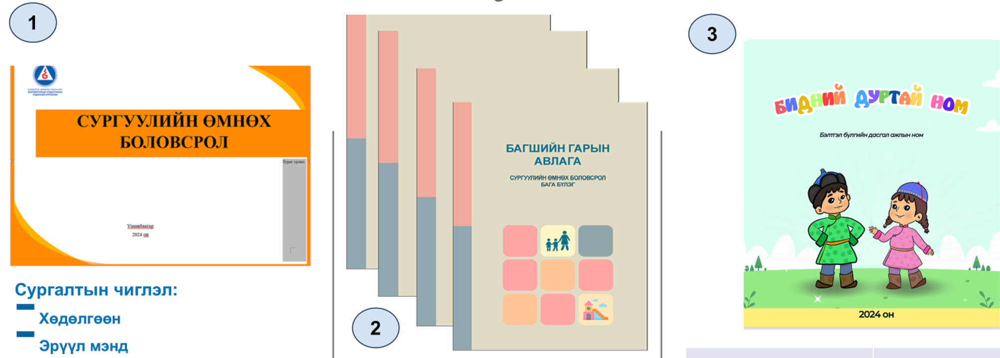 1
СУРГУУЛИЙН ӨМНӨХ
БОЛОВСРОЛ
Зураг урлал
Улаанбаатар
2024 он
Сургалтын чиглэл:
Хөдөлгөөн
Эрүүл мэнд
2
БАГШИЙН ГАРЫН
АВЛАГА
СУРГУУЛИЙН ӨМНӨХ БОЛОВСРОЛ
БАГА БҮЛЭГ
3
БИДНИЙ ДУРТАЙ НОМ
Бэлтгэл бүлгийн дасгал ажлын ном
2024 он